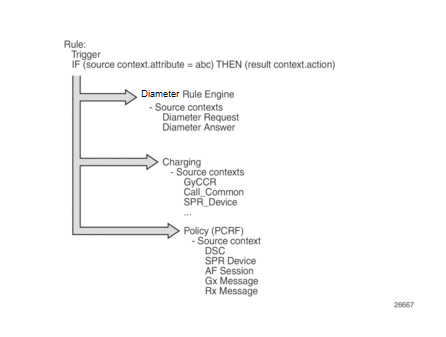 Rule:
Trigger
IF (source context.attribute = abc) THEN (result context.action)
Diameter Rule Engine
- Source contexts
Diameter Request
Diameter Answer
Charging
- Source contexts
GyCCR
Call_Common
SPR_Device
...
Policy (PCRF)
- Source context
DSC
SPR Device
AF Session
Gx Message
Rx Message
26667